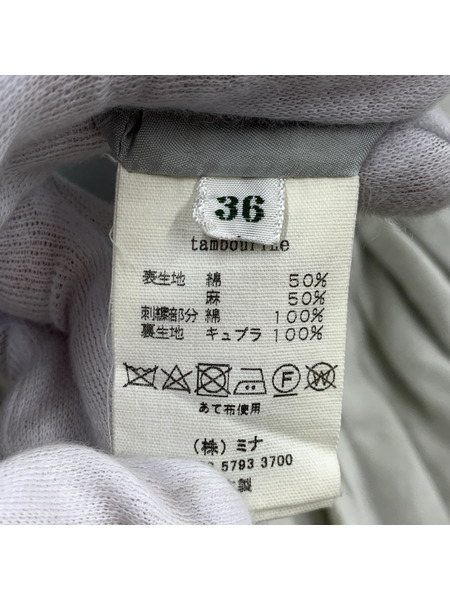 36
tambourine
表生地 綿 50%
麻 50%
刺繍部分 綿 100%
裏生地 キュプラ 100%
F W
あて布使用
(株) ミナ
5793 3700
製